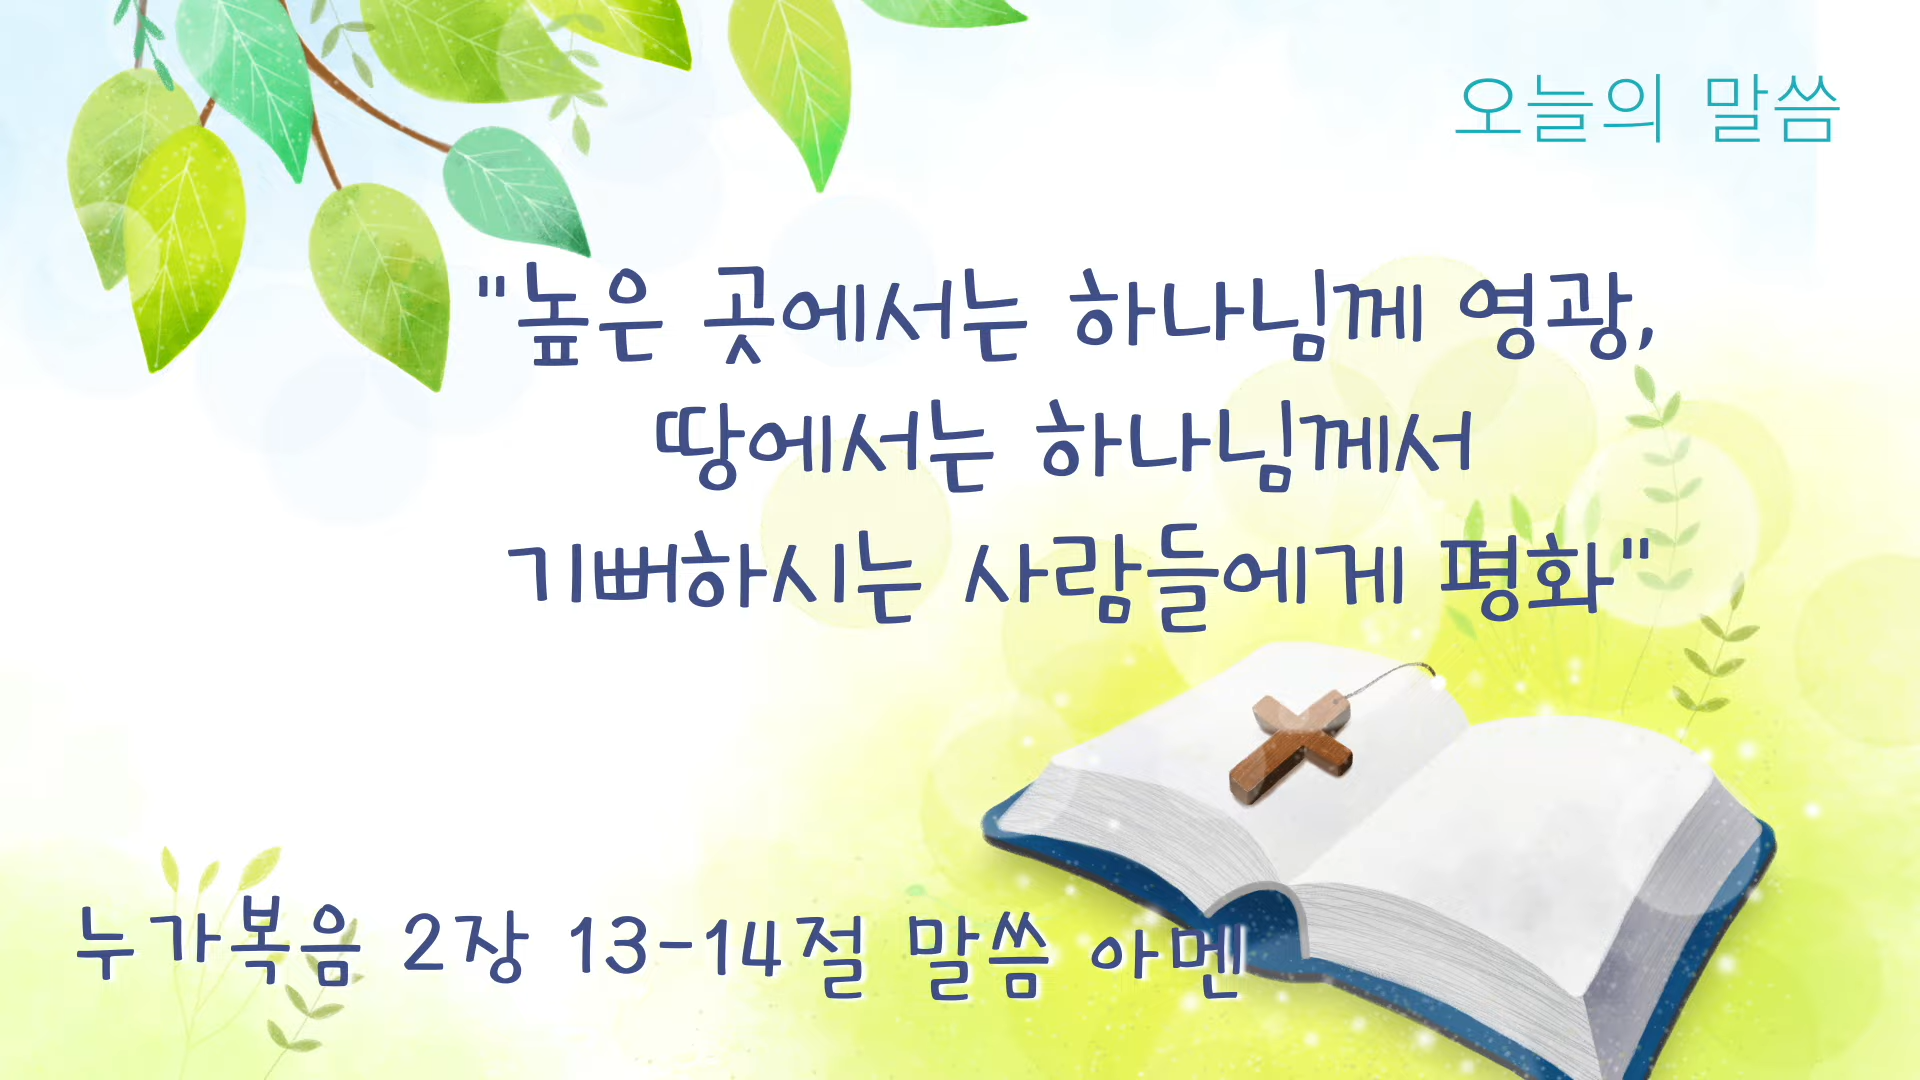 오늘의 말씀
"높은 곳에서는 하나님께 영광,
땅에서는 하나님께서
기뻐하시는 사람들에게 평화"
누가복음 2장 13-14절 말씀 아멘